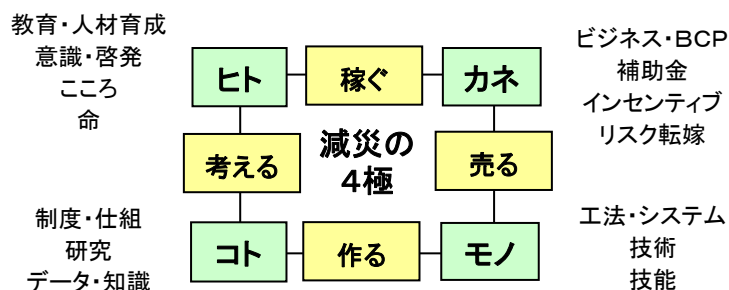 教育・人材育成
意識・啓発
こころ
命
ヒト
稼ぐ
カネ
ビジネス・BCP
補助金
インセンティブ
リスク転嫁
考える
減災の
4極
売る
制度・仕組
研究
データ・知識
コト
作る
モノ
工法・システム
技術
技能